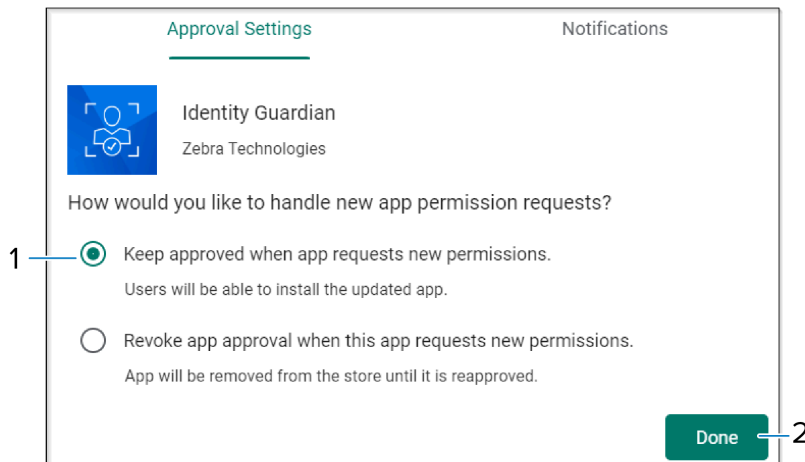 Approval Settings
Notifications
Identity Guardian
Zebra Technologies
How would you like to handle new app permission requests?
1
Keep approved when app requests new permissions.
Users will be able to install the updated app.
Revoke app approval when this app requests new permissions.
App will be removed from the store until it is reapproved.
Done
2